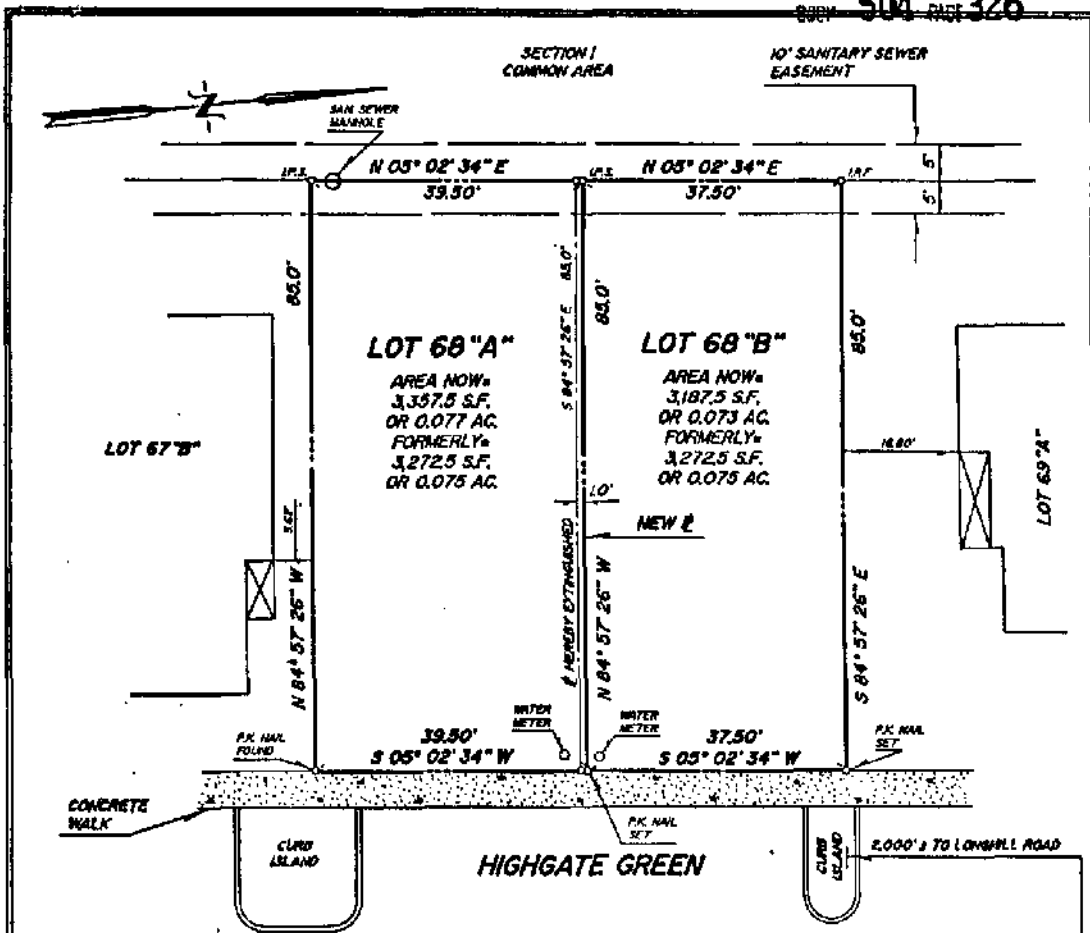 504 PAGE 326
SECTION I
COMMON AREA
10' SANITARY SEWER
EASEMENT
N
SAN. SEWER
MANHOLE
I.P.S.
N 05° 02' 34" E
39.50'
I.P.S.
N 05° 02' 34" E
37.50'
I.P.F.
5'
5'
85.0'
S 84° 57' 26" E 85.0'
85.0'
85.0'
LOT 68 "A"
AREA NOW=
3,357.5 S.F.
OR 0.077 AC.
FORMERLY=
3,272.5 S.F.
OR 0.075 AC.
LOT 68 "B"
AREA NOW=
3,187.5 S.F.
OR 0.073 AC.
FORMERLY=
3,272.5 S.F.
OR 0.075 AC.
LOT 67 "B"
16.80'
LOT 69 "A"
1.0'
NEW ⅊
⅊ HEREBY EXTINGUISHED
N 84° 57' 26" W
N 84° 57' 26" W
S 84° 57' 26" E
WATER
METER
WATER
METER
P.K. NAIL
FOUND
39.50'
S 05° 02' 34" W
37.50'
S 05° 02' 34" W
P.K. NAIL
SET
CONCRETE
WALK
P.K. NAIL
SET
CURB
ISLAND
HIGHGATE GREEN
CURB
ISLAND
2,000' ± TO LONGHILL ROAD